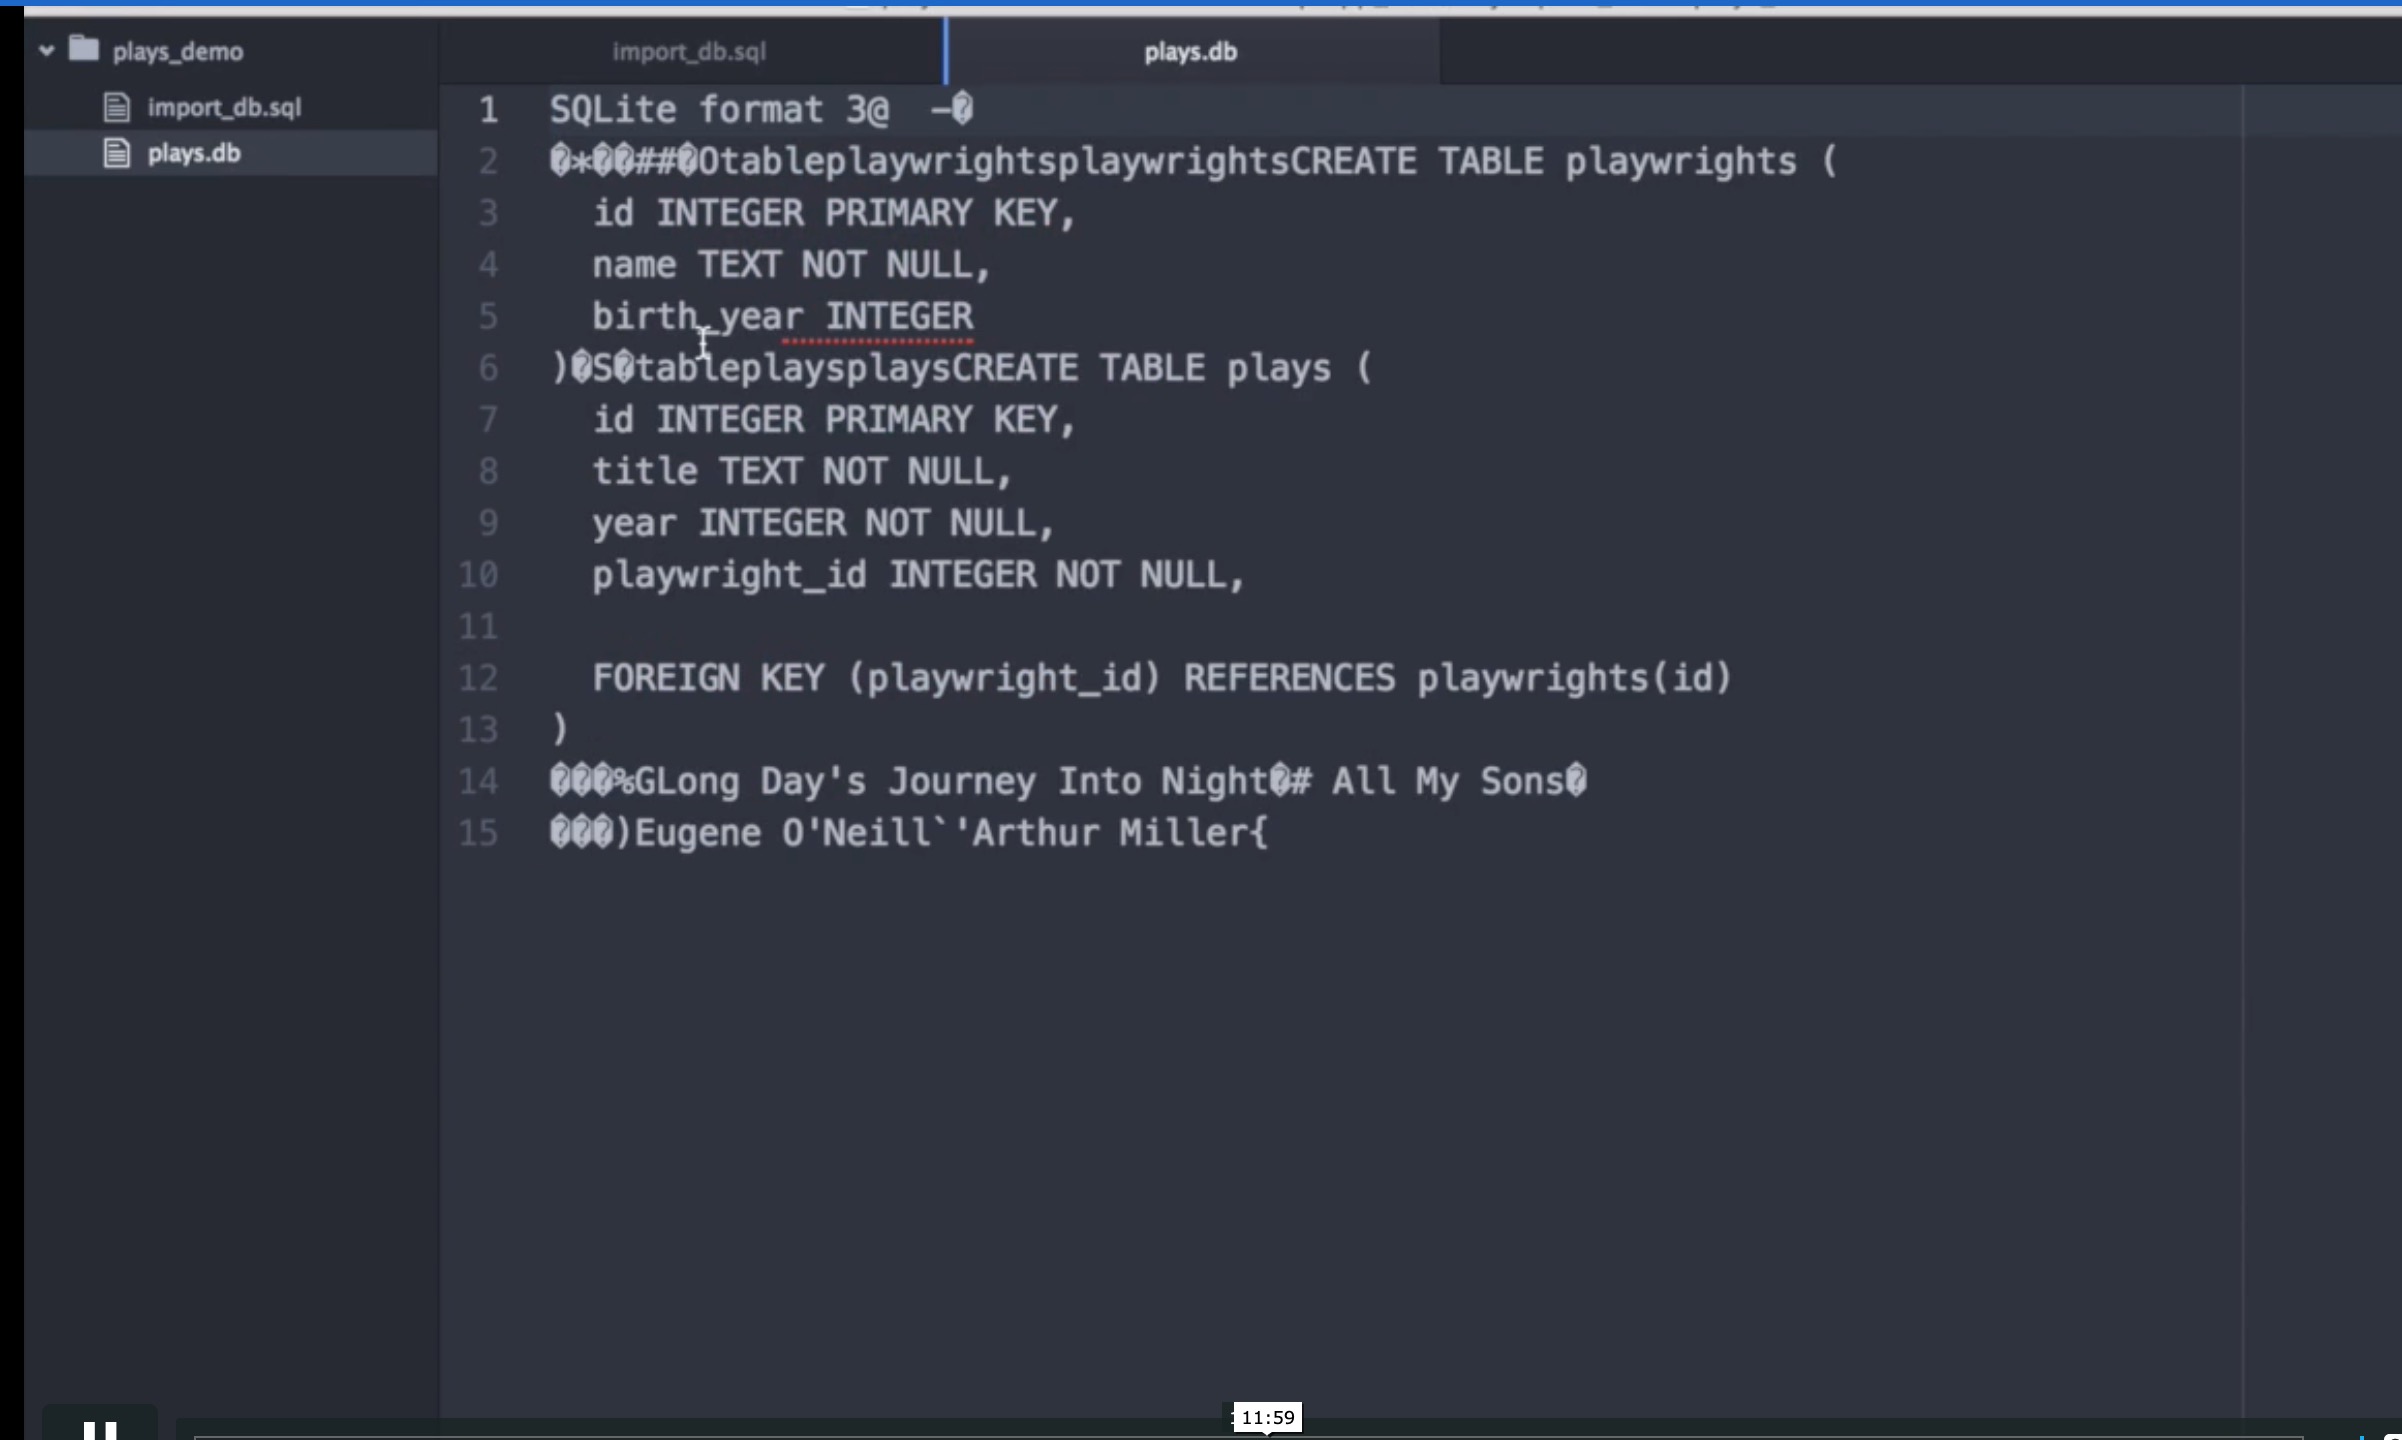 plays_demo
import_db.sql
plays.db
import_db.sql
plays.db
1 SQLite format 3@  —�
2 �*��##�OtableplaywrightsplaywrightsCREATE TABLE playwrights (
3   id INTEGER PRIMARY KEY,
4   name TEXT NOT NULL,
5   birth_year INTEGER
6 )�S�tableplaysplaysCREATE TABLE plays (
7   id INTEGER PRIMARY KEY,
8   title TEXT NOT NULL,
9   year INTEGER NOT NULL,
10   playwright_id INTEGER NOT NULL,
11
12   FOREIGN KEY (playwright_id) REFERENCES playwrights(id)
13 )
14 ���%GLong Day's Journey Into Night�# All My Sons�
15 ���)Eugene O'Neill`'Arthur Miller{
11:59